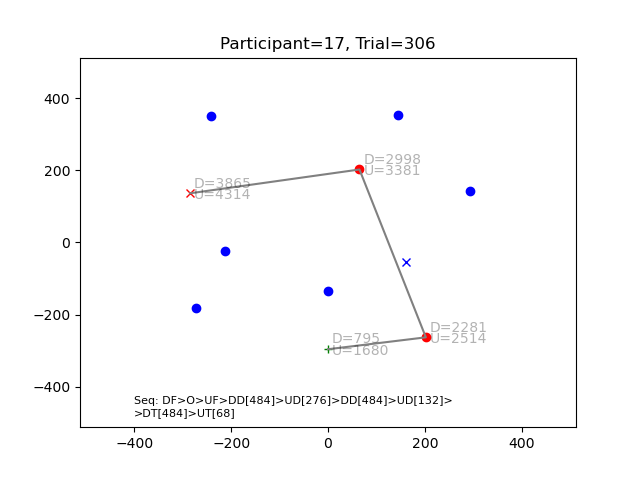 Participant=17, Trial=306
400
200
0
−200
−400
−400
−200
0
200
400
D=3865
U=4314
D=2998
U=3381
D=2281
U=2514
D=795
U=1680
Seq: DF>O>UF>DD[484]>UD[276]>DD[484]>UD[132]>
>DT[484]>UT[68]